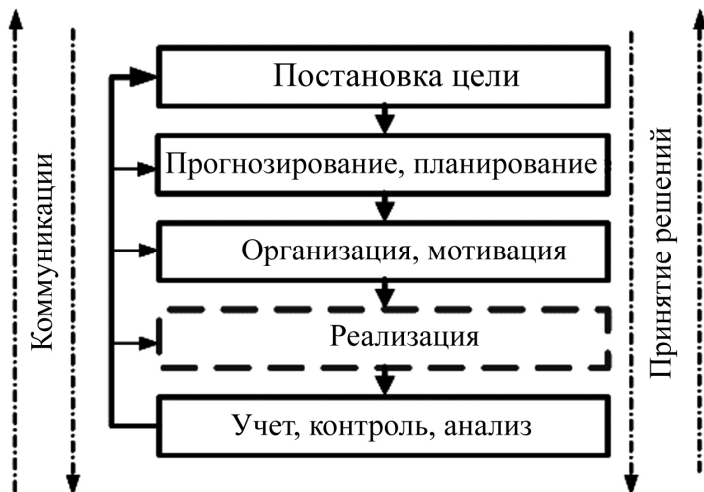 Постановка цели
Прогнозирование, планирование
Организация, мотивация
Реализация
Учет, контроль, анализ
Коммуникации
Принятие решений